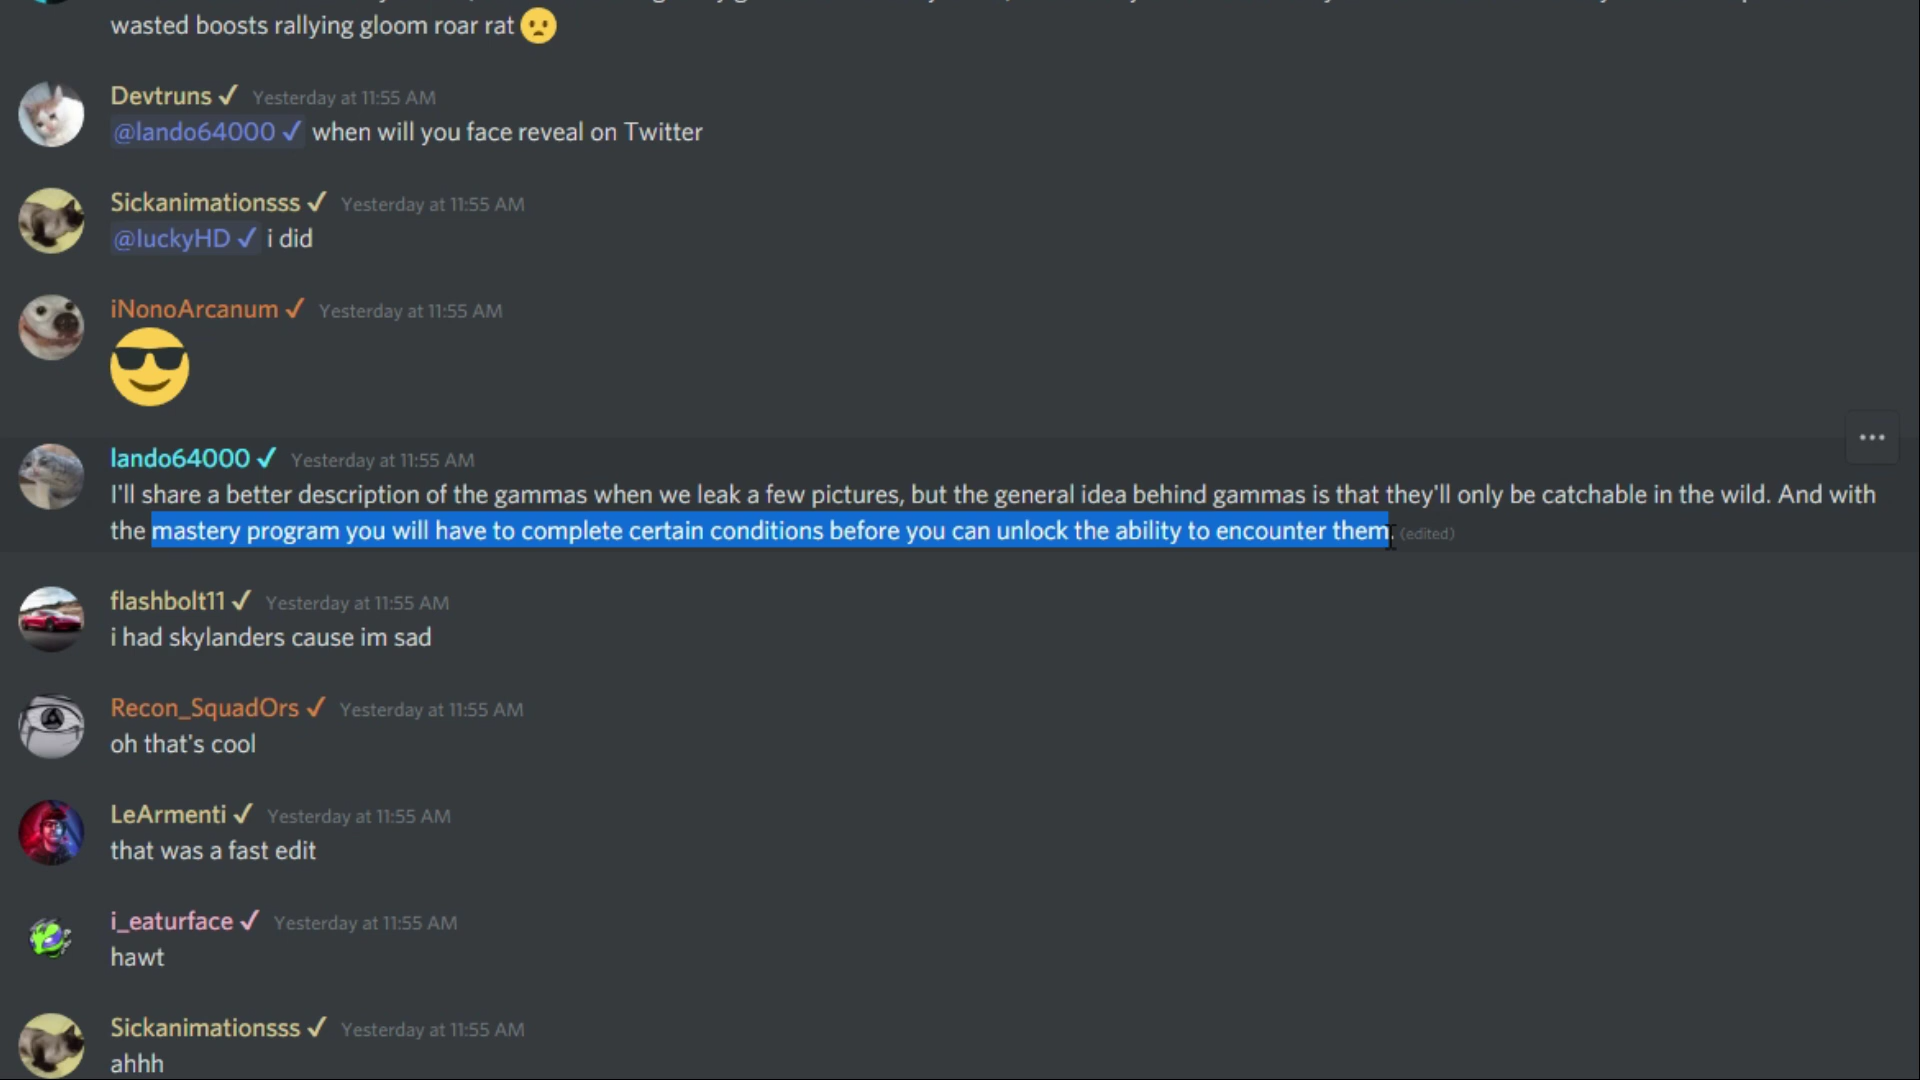 wasted boosts rallying gloom roar rat
Devtruns ✓ Yesterday at 11:55 AM
@lando64000 ✓ when will you face reveal on Twitter
Sickanimationsss ✓ Yesterday at 11:55 AM
@luckyHD ✓ i did
iNonoArcanum ✓ Yesterday at 11:55 AM
lando64000 ✓ Yesterday at 11:55 AM
I'll share a better description of the gammas when we leak a few pictures, but the general idea behind gammas is that they'll only be catchable in the wild. And with
the mastery program you will have to complete certain conditions before you can unlock the ability to encounter them. (edited)
flashbolt11 ✓ Yesterday at 11:55 AM
i had skylanders cause im sad
Recon_SquadOrs ✓ Yesterday at 11:55 AM
oh that's cool
LeArmenti ✓ Yesterday at 11:55 AM
that was a fast edit
i_eaturface ✓ Yesterday at 11:55 AM
hawt
Sickanimationsss ✓ Yesterday at 11:55 AM
ahhh